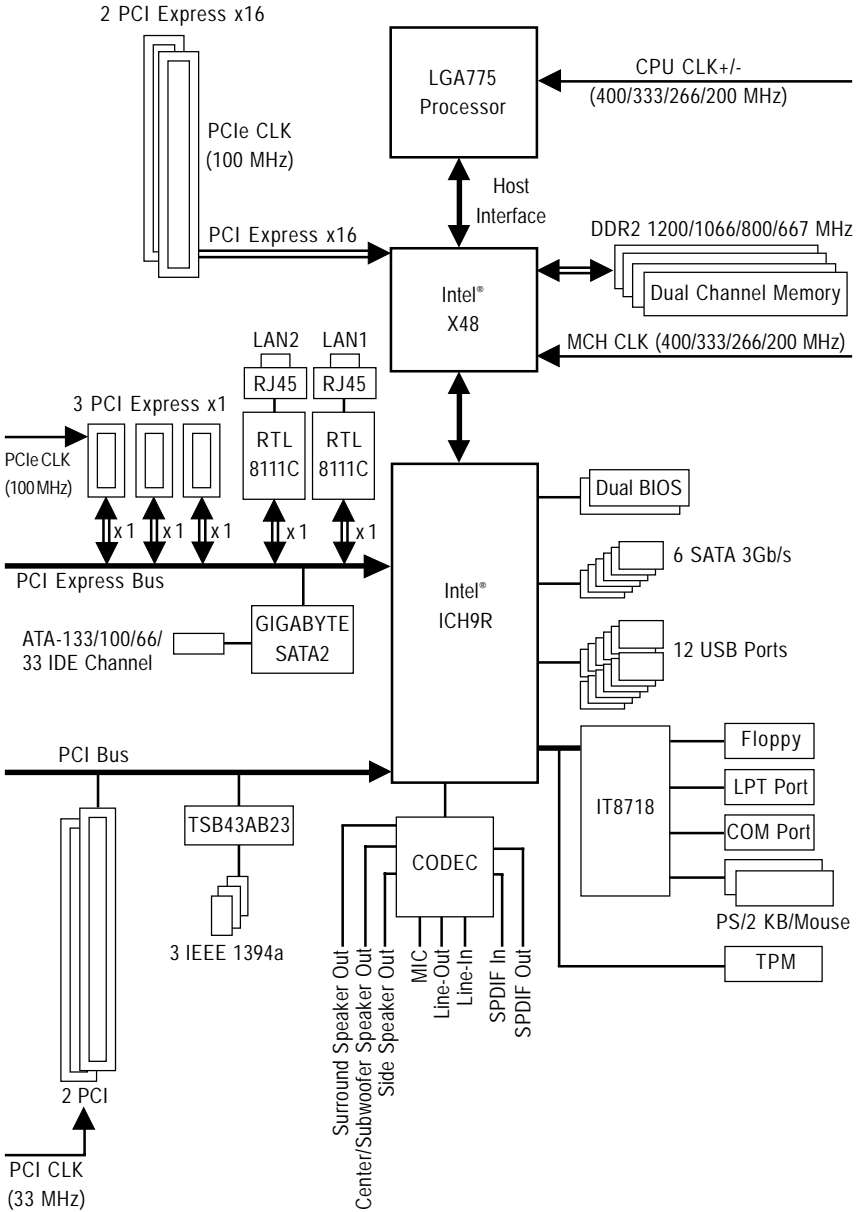 2 PCI Express x16
LGA775
Processor
CPU CLK+/-
(400/333/266/200 MHz)
PCIe CLK
(100 MHz)
Host
Interface
PCI Express x16
DDR2 1200/1066/800/667 MHz
Dual Channel Memory
Intel®
X48
MCH CLK (400/333/266/200 MHz)
LAN2
LAN1
RJ45
RJ45
3 PCI Express x1
RTL
8111C
RTL
8111C
PCIe CLK
(100 MHz)
x1
x1
x1
x1
x1
PCI Express Bus
Dual BIOS
6 SATA 3Gb/s
Intel®
ICH9R
GIGABYTE
SATA2
ATA-133/100/66/
33 IDE Channel
12 USB Ports
PCI Bus
Floppy
LPT Port
IT8718
COM Port
PS/2 KB/Mouse
TPM
TSB43AB23
CODEC
3 IEEE 1394a
Surround Speaker Out
Center/Subwoofer Speaker Out
Side Speaker Out
MIC
Line-Out
Line-In
SPDIF In
SPDIF Out
2 PCI
PCI CLK
(33 MHz)